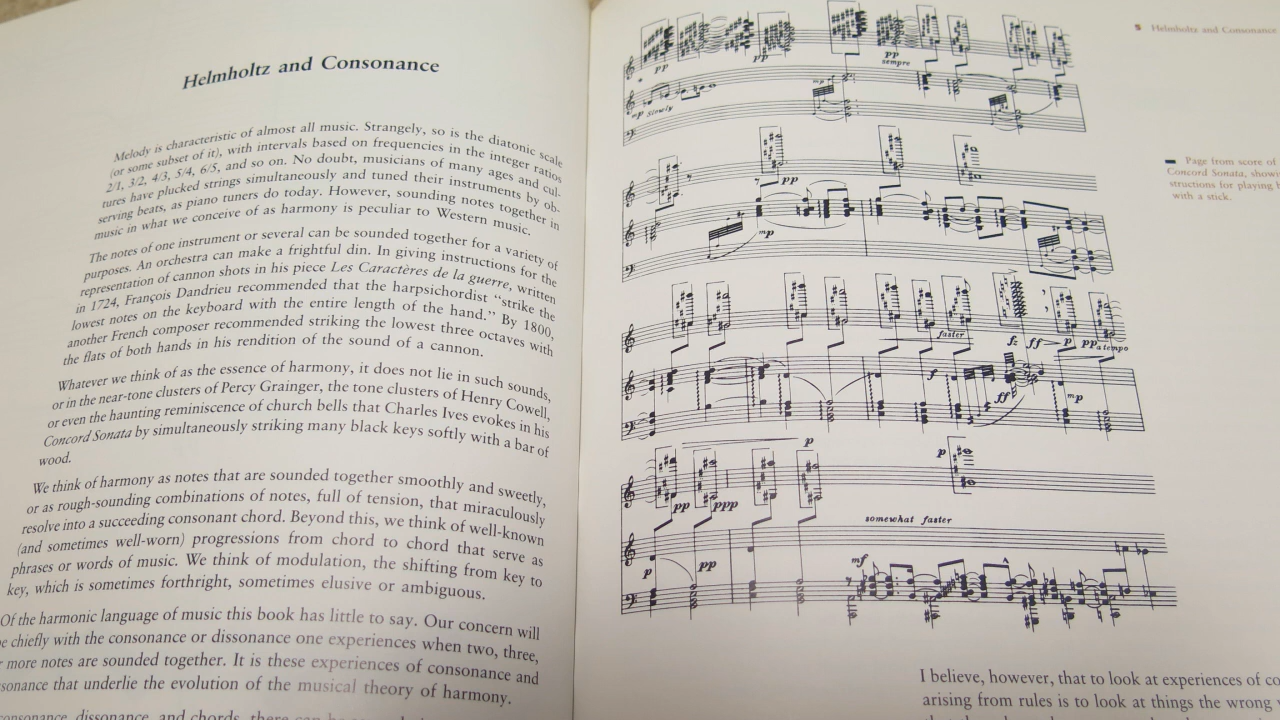 Helmholtz and Consonance
Melody is characteristic of almost all music. Strangely, so is the diatonic scale
(or some subset of it), with intervals based on frequencies in the integer ratios
2/1, 3/2, 4/3, 5/4, 6/5, and so on. No doubt, musicians of many ages and cul-
tures have plucked strings simultaneously and tuned their instruments by ob-
serving beats, as piano tuners do today. However, sounding notes together in
music in what we conceive of as harmony is peculiar to Western music.
The notes of one instrument or several can be sounded together for a variety of
purposes. An orchestra can make a frightful din. In giving instructions for the
representation of cannon shots in his piece Les Caractères de la guerre, written
in 1724, François Dandrieu recommended that the harpsichordist "strike the
lowest notes on the keyboard with the entire length of the hand." By 1800,
another French composer recommended striking the lowest three octaves with
the flats of both hands in his rendition of the sound of a cannon.
Whatever we think of as the essence of harmony, it does not lie in such sounds,
or in the near-tone clusters of Percy Grainger, the tone clusters of Henry Cowell,
or even the haunting reminiscence of church bells that Charles Ives evokes in his
Concord Sonata by simultaneously striking many black keys softly with a bar of
wood.
We think of harmony as notes that are sounded together smoothly and sweetly,
or as rough-sounding combinations of notes, full of tension, that miraculously
resolve into a succeeding consonant chord. Beyond this, we think of well-known
(and sometimes well-worn) progressions from chord to chord that serve as
phrases or words of music. We think of modulation, the shifting from key to
key, which is sometimes forthright, sometimes elusive or ambiguous.
Of the harmonic language of music this book has little to say. Our concern will
chiefly with the consonance or dissonance one experiences when two, three,
more notes are sounded together. It is these experiences of consonance and
that underlie the evolution of the musical theory of harmony.
dissonance, and chords, there can be
Helmholtz and Consonance
pp
pp
pp
sempre
mp
mp Slowly
pp
mp
faster
fz ff p pp a tempo
f
ff
mp
p
p
pp ppp
somewhat faster
p pp
mf
Page from score of
Concord Sonata,
structions for playing
with a stick.
I believe, however, that to look at experiences of
arising from rules is to look at things the wrong